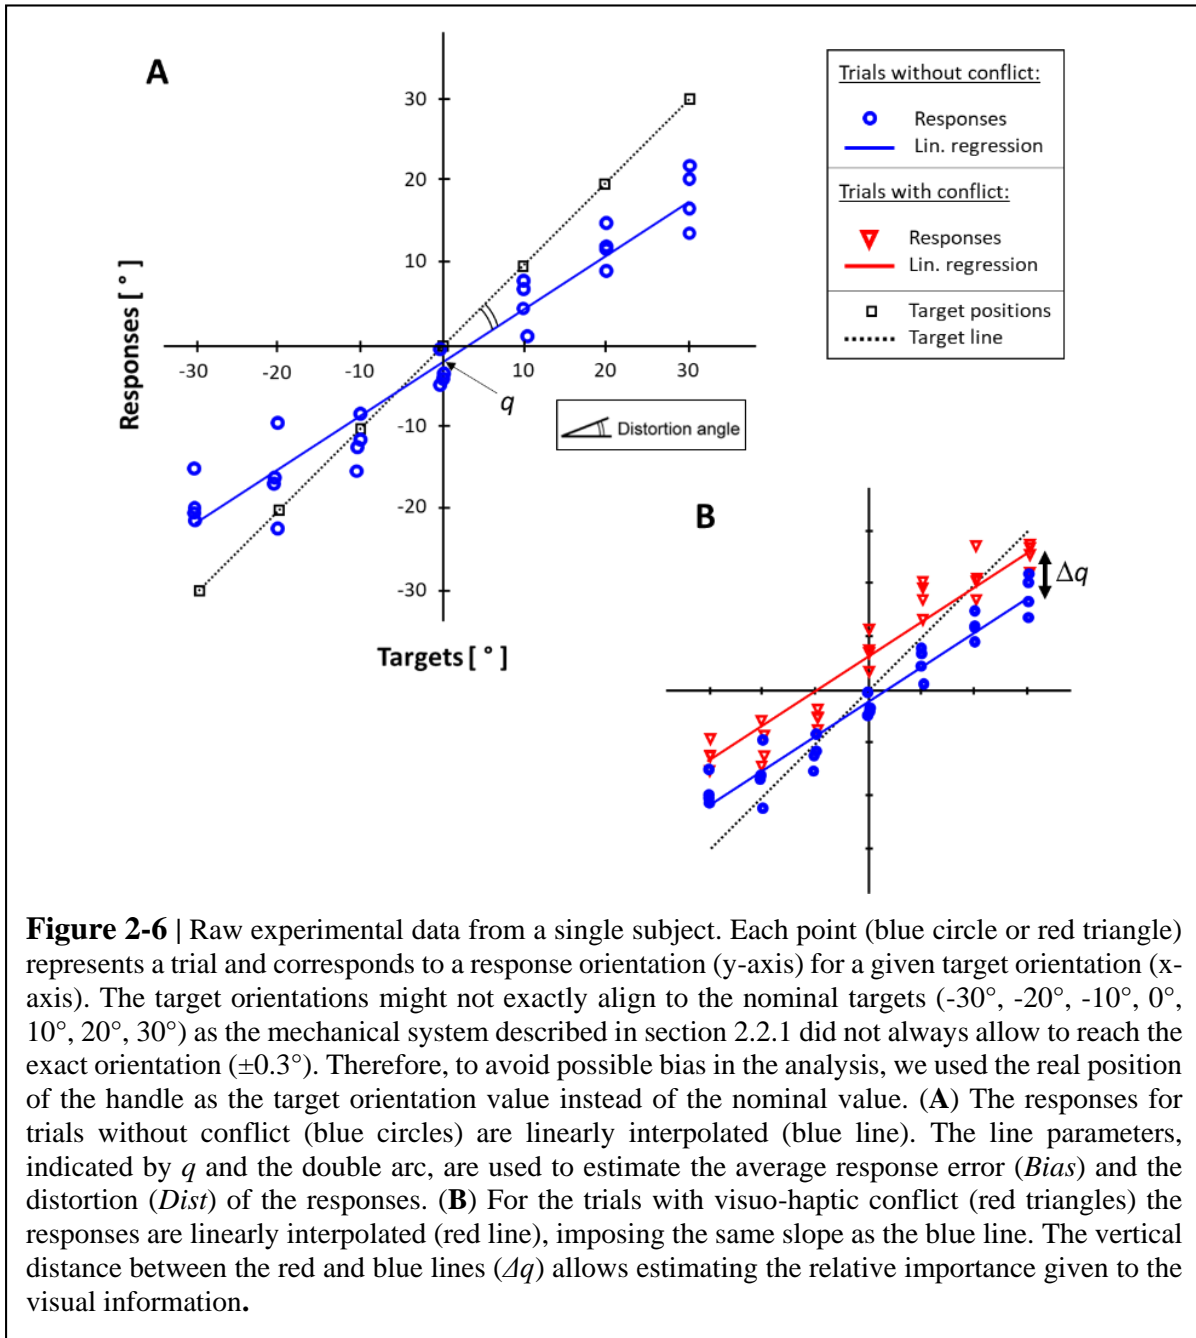 A
Trials without conflict:
Responses
Lin. regression
Trials with conflict:
Responses
Lin. regression
Target positions
Target line
Responses [ ° ]
30
20
10
-30
-20
-10
10
20
30
-10
-20
-30
q
Distortion angle
Targets [ ° ]
B
Δq
Figure 2-6 | Raw experimental data from a single subject. Each point (blue circle or red triangle)
represents a trial and corresponds to a response orientation (y-axis) for a given target orientation (x-
axis). The target orientations might not exactly align to the nominal targets (-30°, -20°, -10°, 0°,
10°, 20°, 30°) as the mechanical system described in section 2.2.1 did not always allow to reach the
exact orientation (±0.3°). Therefore, to avoid possible bias in the analysis, we used the real position
of the handle as the target orientation value instead of the nominal value. (A) The responses for
trials without conflict (blue circles) are linearly interpolated (blue line). The line parameters,
indicated by q and the double arc, are used to estimate the average response error (Bias) and the
distortion (Dist) of the responses. (B) For the trials with visuo-haptic conflict (red triangles) the
responses are linearly interpolated (red line), imposing the same slope as the blue line. The vertical
distance between the red and blue lines (Δq) allows estimating the relative importance given to the
visual information.